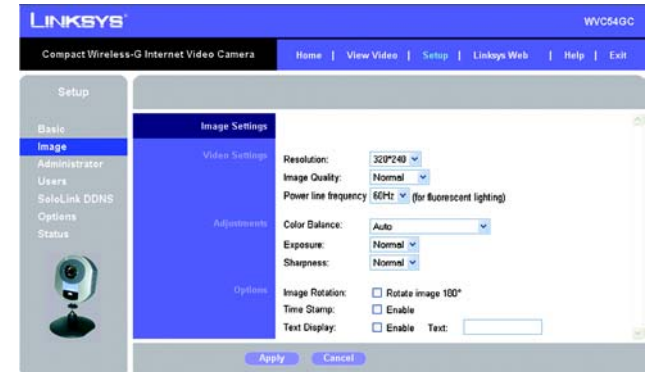 LINKSYS®
WVC54GC
Compact Wireless-G Internet Video Camera
Home | View Video | Setup | Linksys Web | Help | Exit
Setup
Basic
Image
Administrator
Users
SoloLink DDNS
Options
Status
Image Settings
Video Settings
Resolution: 320*240
Image Quality: Normal
Power line frequency 60Hz (for fluorescent lighting)
Adjustments
Color Balance: Auto
Exposure: Normal
Sharpness: Normal
Options
Image Rotation: Rotate image 180°
Time Stamp: Enable
Text Display: Enable Text:
Apply Cancel